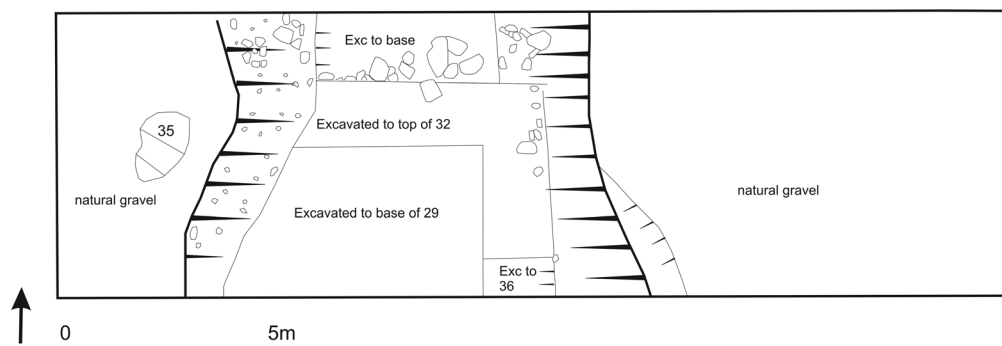 Exc to base
35
Excavated to top of 32
natural gravel
natural gravel
Excavated to base of 29
Exc to
36
0
5m